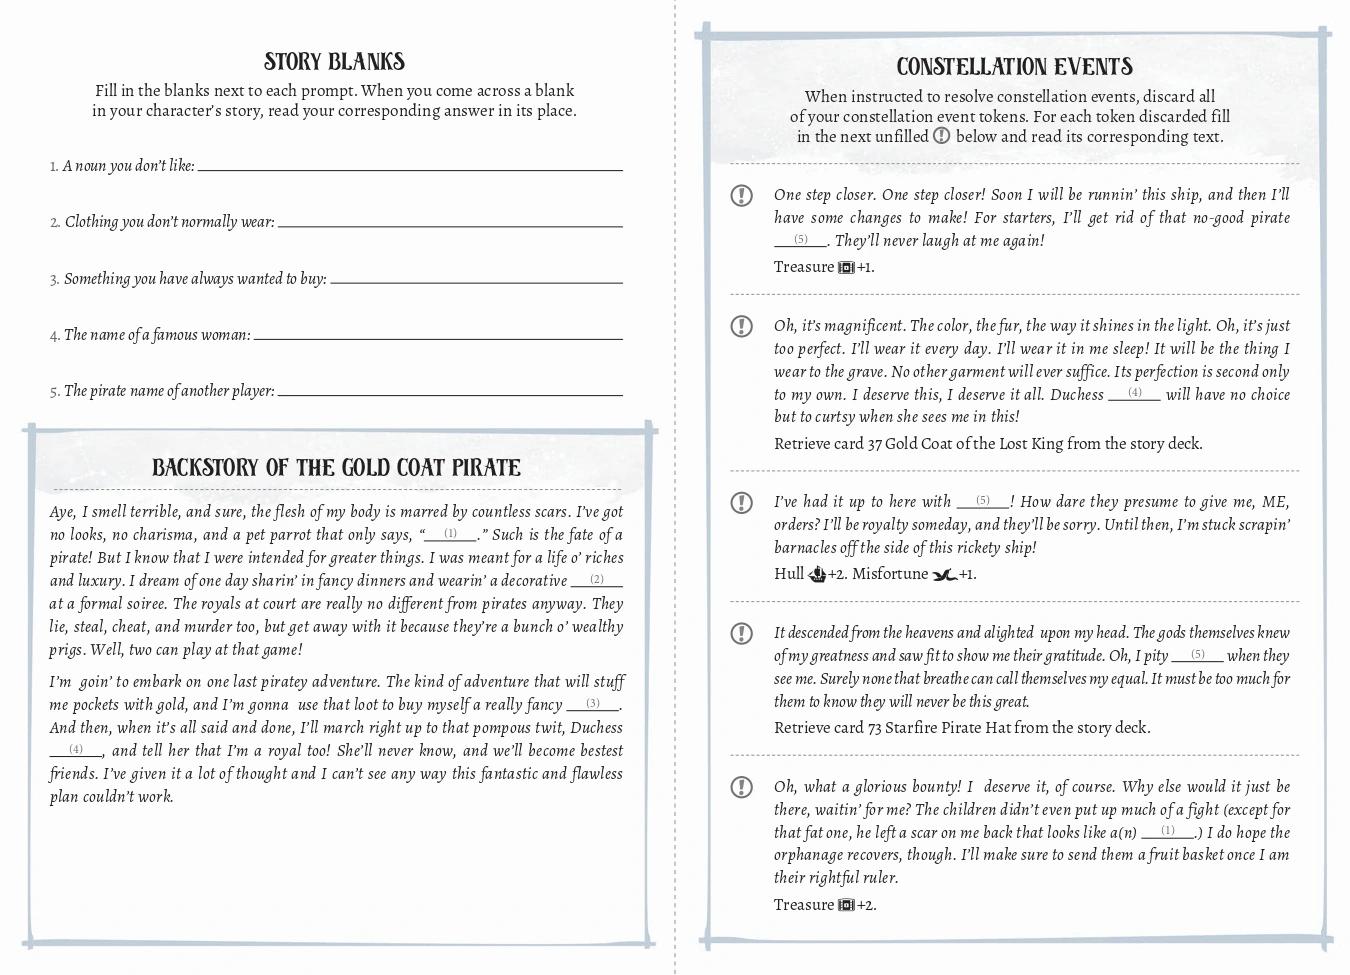 STORY BLANKS
Fill in the blanks next to each prompt. When you come across a blank
in your character's story, read your corresponding answer in its place.
1. A noun you don't like:
2. Clothing you don't normally wear:
3. Something you have always wanted to buy:
4. The name of a famous woman:
5. The pirate name of another player:
BACKSTORY OF THE GOLD COAT PIRATE
Aye, I smell terrible, and sure, the flesh of my body is marred by countless scars. I've got
no looks, no charisma, and a pet parrot that only says, “ (1) .” Such is the fate of a
pirate! But I know that I were intended for greater things. I was meant for a life o' riches
and luxury. I dream of one day sharin' in fancy dinners and wearin' a decorative (2)
at a formal soiree. The royals at court are really no different from pirates anyway. They
lie, steal, cheat, and murder too, but get away with it because they're a bunch o' wealthy
prigs. Well, two can play at that game!
I'm goin' to embark on one last piratey adventure. The kind of adventure that will stuff
me pockets with gold, and I'm gonna use that loot to buy myself a really fancy (3) .
And then, when it's all said and done, I'll march right up to that pompous twit, Duchess
(4) , and tell her that I'm a royal too! She'll never know, and we'll become bestest
friends. I've given it a lot of thought and I can't see any way this fantastic and flawless
plan couldn't work.
CONSTELLATION EVENTS
When instructed to resolve constellation events, discard all
of your constellation event tokens. For each token discarded fill
in the next unfilled ! below and read its corresponding text.
! One step closer. One step closer! Soon I will be runnin' this ship, and then I'll
have some changes to make! For starters, I'll get rid of that no-good pirate
(5) . They'll never laugh at me again!
Treasure +1.
! Oh, it's magnificent. The color, the fur, the way it shines in the light. Oh, it's just
too perfect. I'll wear it every day. I'll wear it in me sleep! It will be the thing I
wear to the grave. No other garment will ever suffice. Its perfection is second only
to my own. I deserve this, I deserve it all. Duchess (4) will have no choice
but to curtsy when she sees me in this!
Retrieve card 37 Gold Coat of the Lost King from the story deck.
! I've had it up to here with (5) ! How dare they presume to give me, ME,
orders? I'll be royalty someday, and they'll be sorry. Until then, I'm stuck scrapin'
barnacles off the side of this rickety ship!
Hull +2. Misfortune +1.
! It descended from the heavens and alighted upon my head. The gods themselves knew
of my greatness and saw fit to show me their gratitude. Oh, I pity (5) when they
see me. Surely none that breathe can call themselves my equal. It must be too much for
them to know they will never be this great.
Retrieve card 73 Starfire Pirate Hat from the story deck.
! Oh, what a glorious bounty! I deserve it, of course. Why else would it just be
there, waitin' for me? The children didn't even put up much of a fight (except for
that fat one, he left a scar on me back that looks like a(n) (1) .) I do hope the
orphanage recovers, though. I'll make sure to send them a fruit basket once I am
their rightful ruler.
Treasure +2.